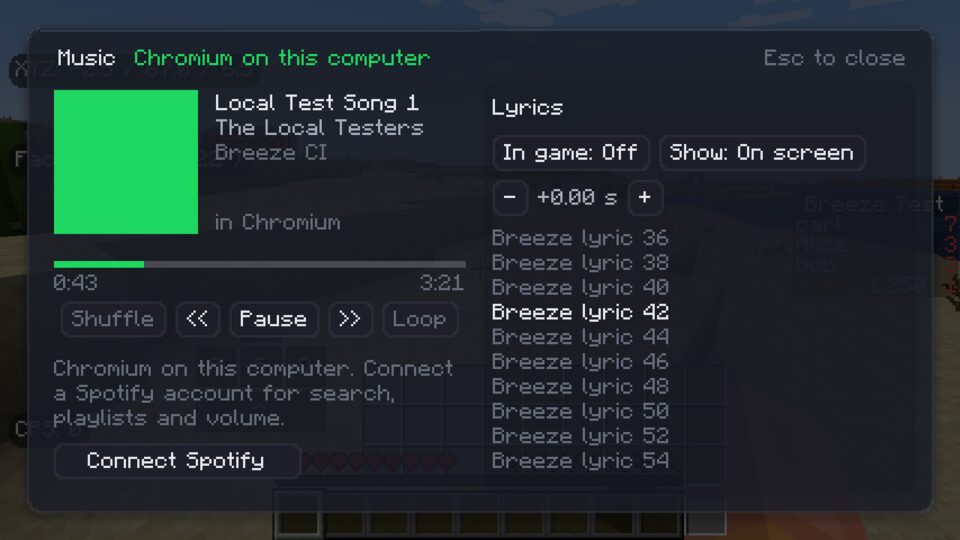 Music Chromium on this computer
Esc to close
Local Test Song 1
The Local Testers
Breeze CI
in Chromium
0:43
3:21
Shuffle
<<
Pause
>>
Loop
Chromium on this computer. Connect
a Spotify account for search,
playlists and volume.
Connect Spotify
Lyrics
In game: Off
Show: On screen
-
+0.00 s
+
Breeze lyric 36
Breeze lyric 38
Breeze lyric 40
Breeze lyric 42
Breeze lyric 44
Breeze lyric 46
Breeze lyric 48
Breeze lyric 50
Breeze lyric 52
Breeze lyric 54
Breeze Test
carl
Alice
bob
1,250